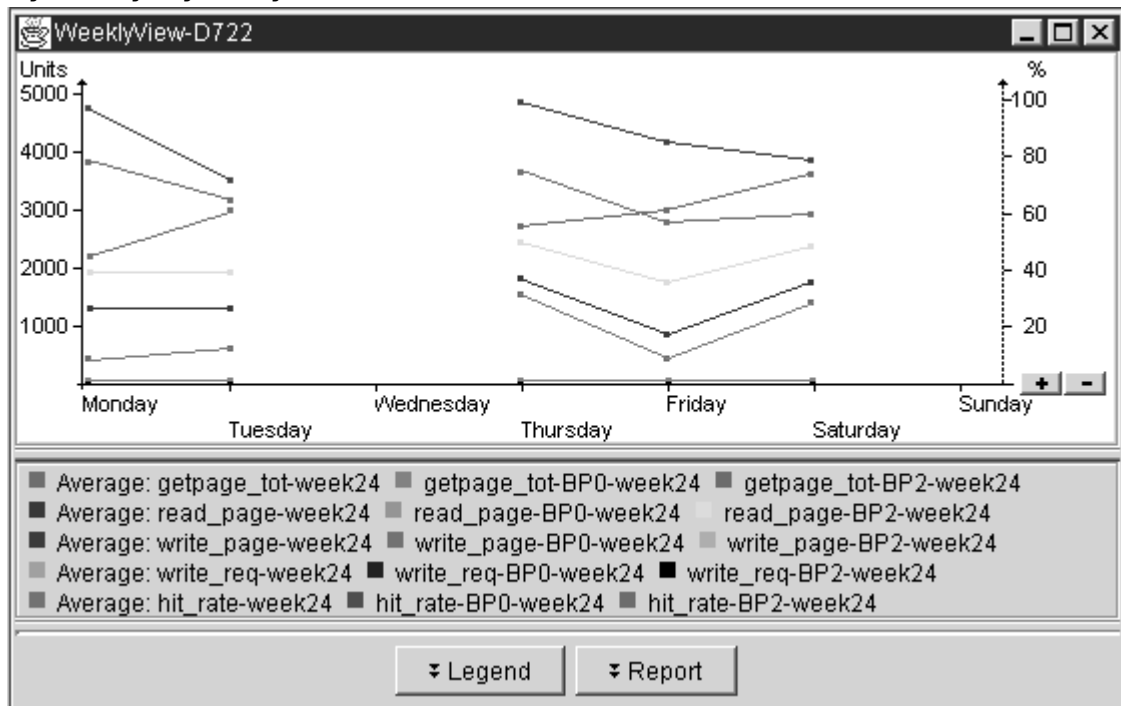 WeeklyView-D722
Units %
5000 100
4000 80
3000 60
2000 40
1000 20
+ -
Monday Wednesday Friday Sunday
Tuesday Thursday Saturday
Average: getpage_tot-week24 getpage_tot-BP0-week24 getpage_tot-BP2-week24
Average: read_page-week24 read_page-BP0-week24 read_page-BP2-week24
Average: write_page-week24 write_page-BP0-week24 write_page-BP2-week24
Average: write_req-week24 write_req-BP0-week24 write_req-BP2-week24
Average: hit_rate-week24 hit_rate-BP0-week24 hit_rate-BP2-week24
Legend Report